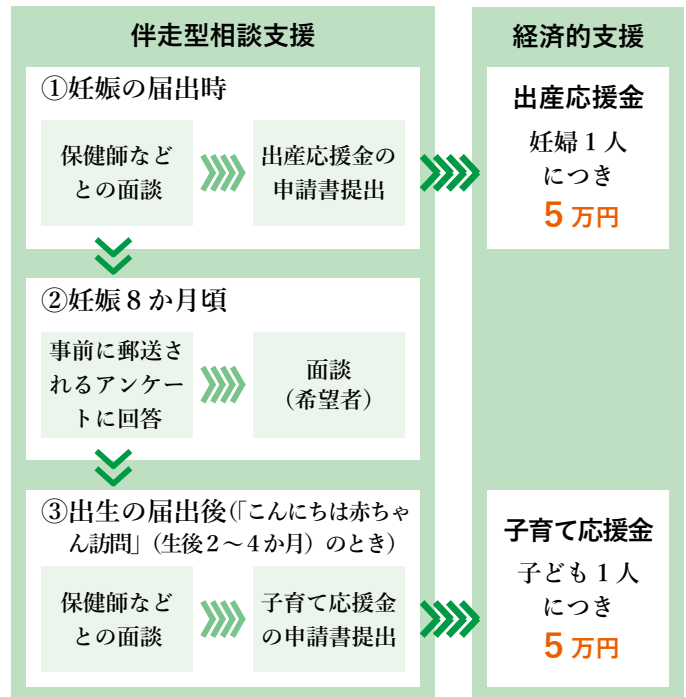 伴走型相談支援
①妊娠の届出時
保健師など
との面談
出産応援金の
申請書提出
②妊娠8か月頃
事前に郵送さ
れるアンケー
トに回答
面談
（希望者）
③出生の届出後（「こんにちは赤ちゃ
ん訪問」（生後2～4か月）のとき）
保健師など
との面談
子育て応援金
の申請書提出
経済的支援
出産応援金
妊婦1人
につき
5万円
子育て応援金
子ども1人
につき
5万円